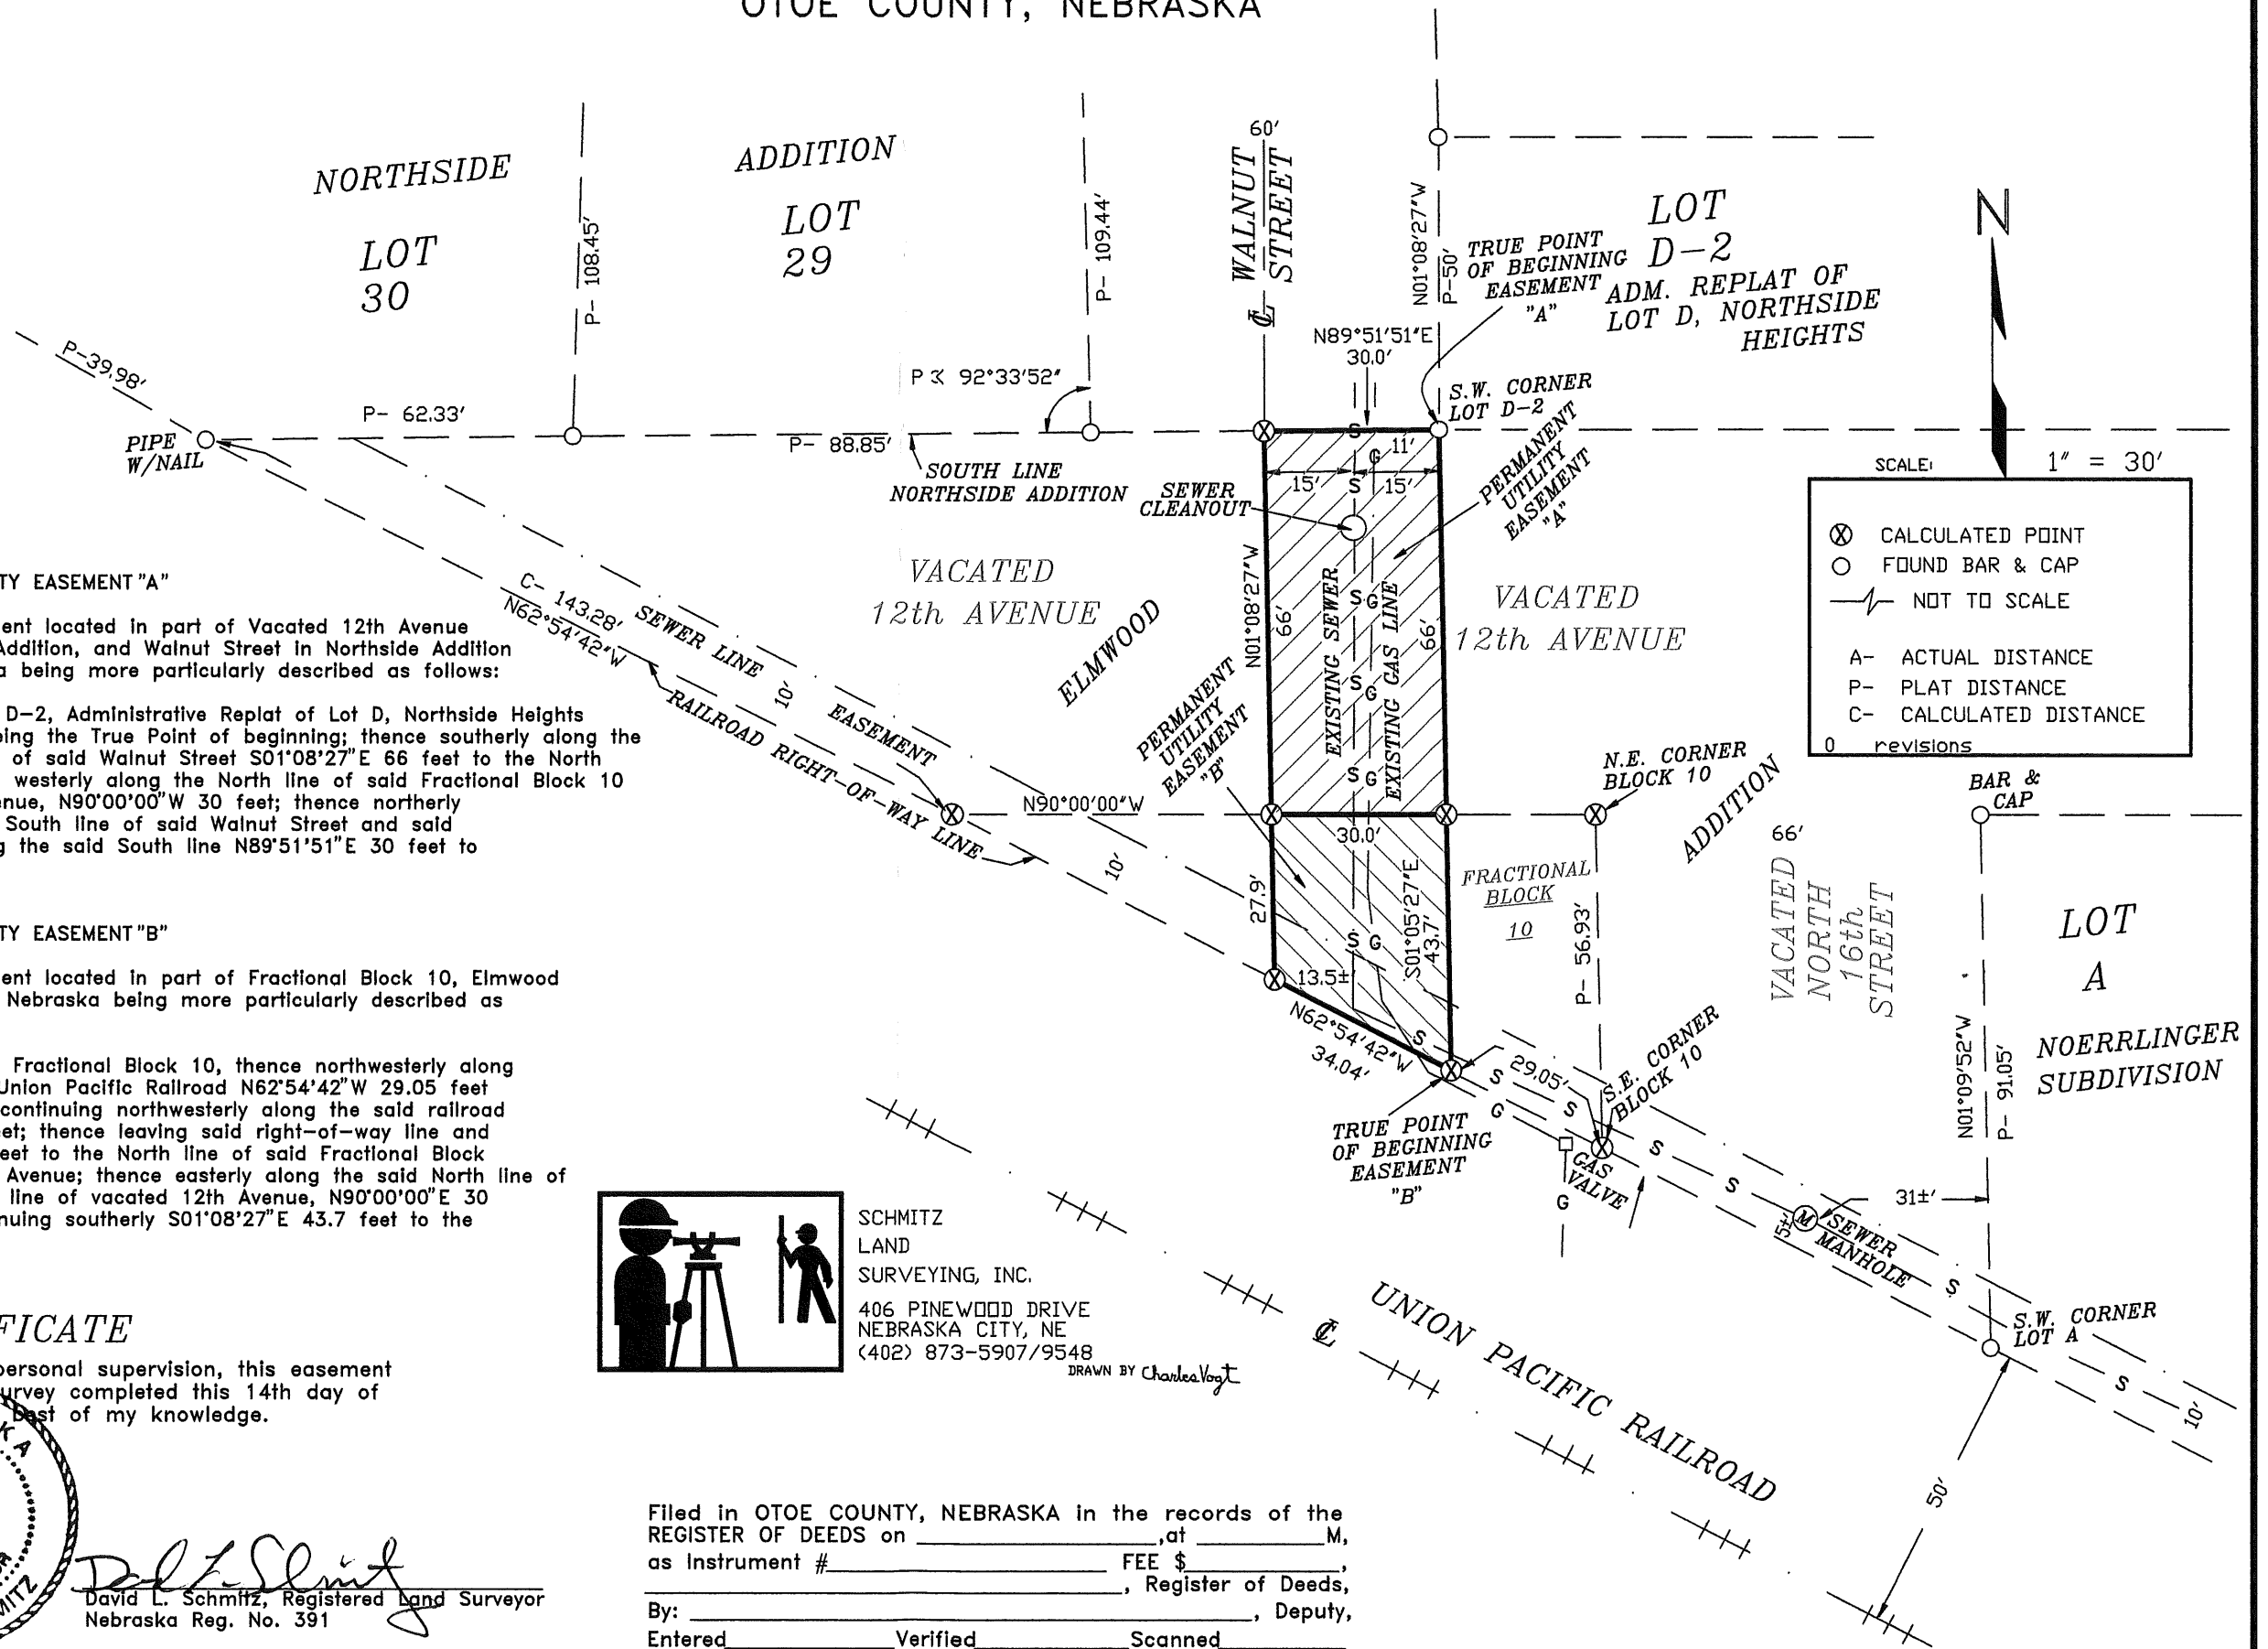 OTOE COUNTY, NEBRASKA
NORTHSIDE
ADDITION
LOT
30
LOT
29
P- 108.45'
P- 109.44'
60'
WALNUT
STREET
℄
N01°08'27"W
P-50'
TRUE POINT
OF BEGINNING
EASEMENT
"A"
LOT
D-2
ADM. REPLAT OF
LOT D, NORTHSIDE
HEIGHTS
N
P-39.98'
PIPE
W/NAIL
P- 62.33'
P- 88.85'
P ∢ 92°33'52"
SOUTH LINE
NORTHSIDE ADDITION
N89°51'51"E
30.0'
S.W. CORNER
LOT D-2
S
11'
G
15'
S
15'
SEWER
CLEANOUT
PERMANENT
UTILITY
EASEMENT
"A"
SCALE:
1" = 30'
CALCULATED POINT
FOUND BAR & CAP
NOT TO SCALE
A- ACTUAL DISTANCE
P- PLAT DISTANCE
C- CALCULATED DISTANCE
0 revisions
VACATED
12th AVENUE
ELMWOOD
N01°08'27"W
66'
EXISTING SEWER
S G
S G
S G
EXISTING GAS LINE
66'
VACATED
12th AVENUE
C- 143.28'
N62°54'42"W
SEWER LINE
EASEMENT
10'
RAILROAD RIGHT-OF-WAY LINE
10'
PERMANENT
UTILITY
EASEMENT
"B"
N90°00'00"W
30.0'
N.E. CORNER
BLOCK 10
ADDITION
BAR &
CAP
27.9'
S G
13.5±
S01°05'27"E
43.7'
FRACTIONAL
BLOCK
10
P- 56.93'
66'
VACATED
NORTH
16th
STREET
LOT
A
NOERRLINGER
SUBDIVISION
N01°09'52"W
P- 91.05'
N62°54'42"W
34.04'
S
S
S
G
29.05'
S.E. CORNER
BLOCK 10
TRUE POINT
OF BEGINNING
EASEMENT
"B"
GAS
VALVE
G
S
S
31±'
M
5±'
SEWER
MANHOLE
S
S.W. CORNER
LOT A
S
10'
50'
℄
UNION PACIFIC RAILROAD
TY EASEMENT "A"
ent located in part of Vacated 12th Avenue
Addition, and Walnut Street in Northside Addition
a being more particularly described as follows:
D-2, Administrative Replat of Lot D, Northside Heights
ing the True Point of beginning; thence southerly along the
of said Walnut Street S01°08'27"E 66 feet to the North
westerly along the North line of said Fractional Block 10
nue, N90°00'00"W 30 feet; thence northerly
South line of said Walnut Street and said
g the said South line N89°51'51"E 30 feet to
TY EASEMENT "B"
ent located in part of Fractional Block 10, Elmwood
Nebraska being more particularly described as
Fractional Block 10, thence northwesterly along
Union Pacific Railroad N62°54'42"W 29.05 feet
continuing northwesterly along the said railroad
et; thence leaving said right-of-way line and
eet to the North line of said Fractional Block
Avenue; thence easterly along the said North line of
line of vacated 12th Avenue, N90°00'00"E 30
nuing southerly S01°08'27"E 43.7 feet to the
FICATE
personal supervision, this easement
urvey completed this 14th day of
best of my knowledge.
David L. Schmitz, Registered Land Surveyor
Nebraska Reg. No. 391
SCHMITZ
LAND
SURVEYING, INC.
406 PINEWOOD DRIVE
NEBRASKA CITY, NE
(402) 873-5907/9548
DRAWN BY Charles Vogt
Filed in OTOE COUNTY, NEBRASKA in the records of the
REGISTER OF DEEDS on ,at M,
as Instrument # FEE $ ,
, Register of Deeds,
By: , Deputy,
Entered Verified Scanned